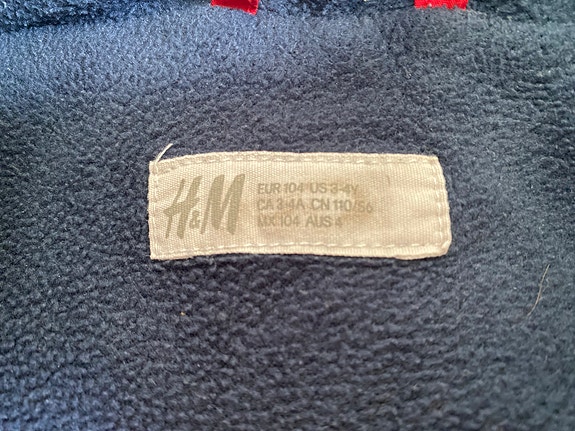 H&M
EUR 104 US 3-4Y
CA 3-4A CN 110/56
MX 104 AUS 4